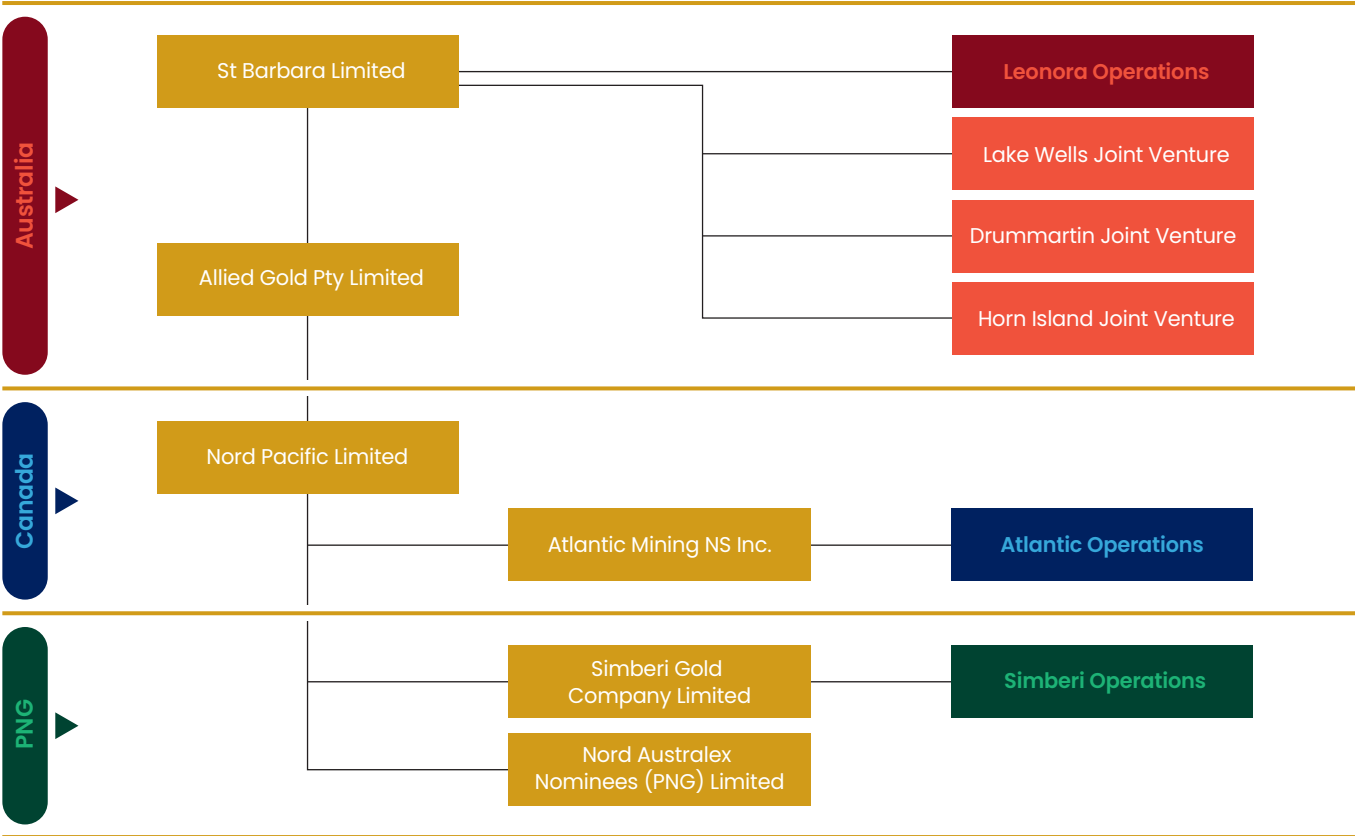 Australia
St Barbara Limited
Leonora Operations
Lake Wells Joint Venture
Drummartin Joint Venture
Allied Gold Pty Limited
Horn Island Joint Venture
Canada
Nord Pacific Limited
Atlantic Mining NS Inc.
Atlantic Operations
PNG
Simberi Gold
Company Limited
Simberi Operations
Nord Australex
Nominees (PNG) Limited